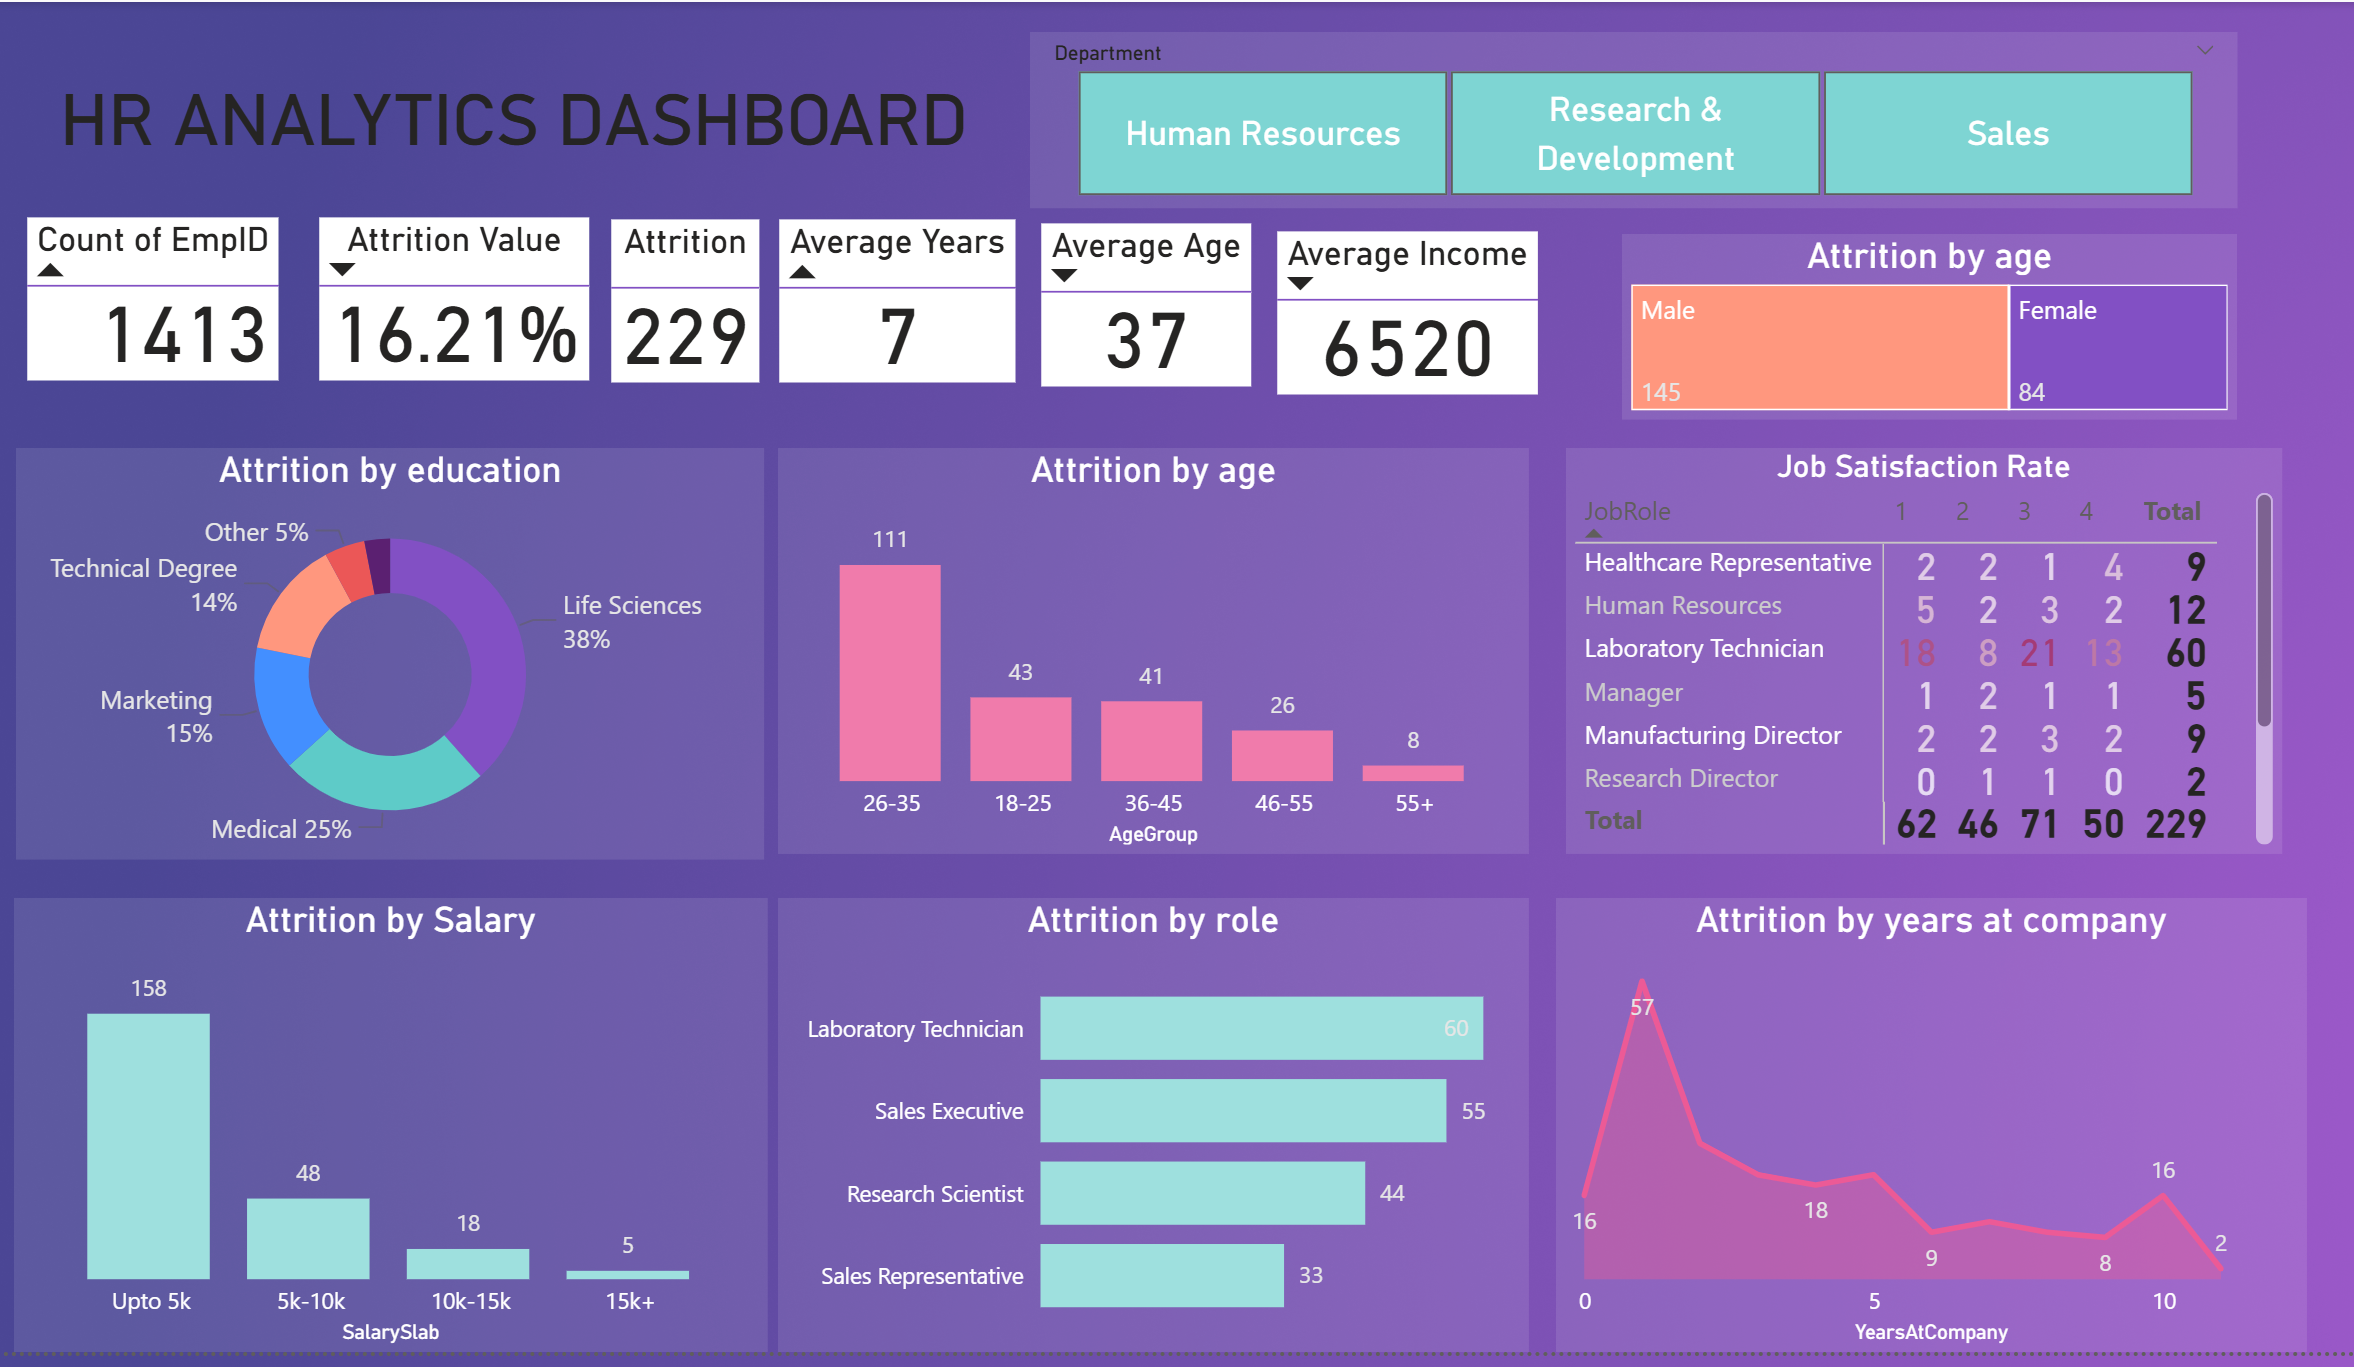 Department
HR ANALYTICS DASHBOARD
Human Resources
Research &
Development
Sales
Count of EmpID
1413
Attrition Value
16.21%
Attrition
229
Average Years
7
Average Age
37
Average Income
6520
Attrition by age
Male
145
Female
84
Attrition by education
Other 5%
Technical Degree
14%
Life Sciences
38%
Marketing
15%
Medical 25%
Attrition by age
111
43
41
26
8
26-35 18-25 36-45 46-55 55+
AgeGroup
Job Satisfaction Rate
JobRole 1 2 3 4 Total
Healthcare Representative 2 2 1 4 9
Human Resources 5 2 3 2 12
Laboratory Technician 18 8 21 13 60
Manager 1 2 1 1 5
Manufacturing Director 2 2 3 2 9
Research Director 0 1 1 0 2
Total 62 46 71 50 229
Attrition by Salary
158
48
18
5
Upto 5k 5k-10k 10k-15k 15k+
SalarySlab
Attrition by role
Laboratory Technician 60
Sales Executive 55
Research Scientist 44
Sales Representative 33
Attrition by years at company
57
16
18
9
8
16
2
0 5 10
YearsAtCompany